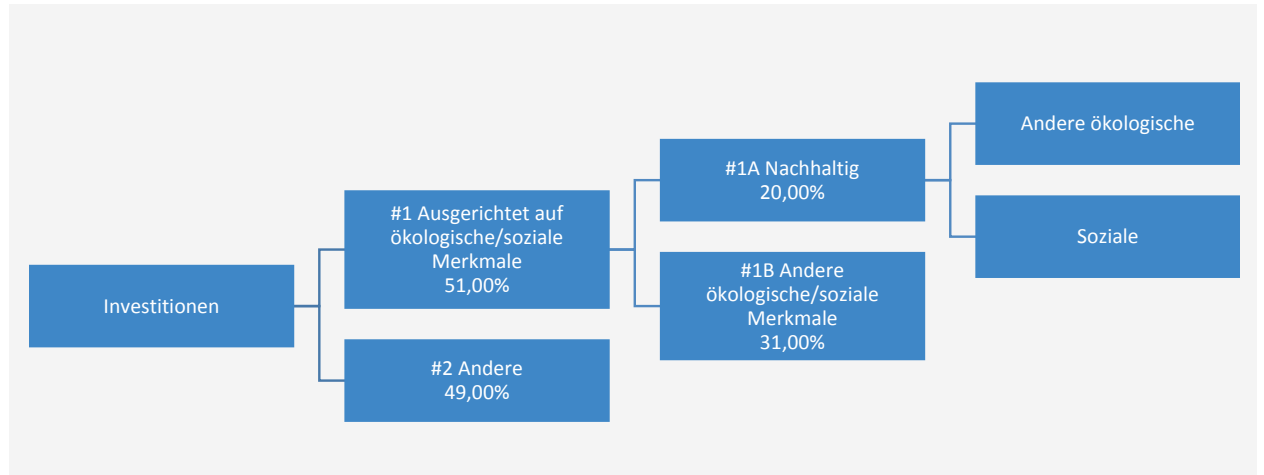 Investitionen
#1 Ausgerichtet auf
ökologische/soziale
Merkmale
51,00%
#2 Andere
49,00%
#1A Nachhaltig
20,00%
#1B Andere
ökologische/soziale
Merkmale
31,00%
Andere ökologische
Soziale